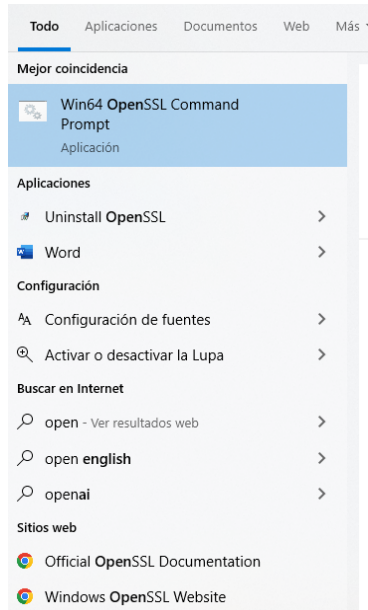 Todo Aplicaciones Documentos Web Más
Mejor coincidencia
Win64 OpenSSL Command
Prompt
Aplicación
Aplicaciones
Uninstall OpenSSL
Word
Configuración
Configuración de fuentes
Activar o desactivar la Lupa
Buscar en Internet
open - Ver resultados web
open english
openai
Sitios web
Official OpenSSL Documentation
Windows OpenSSL Website